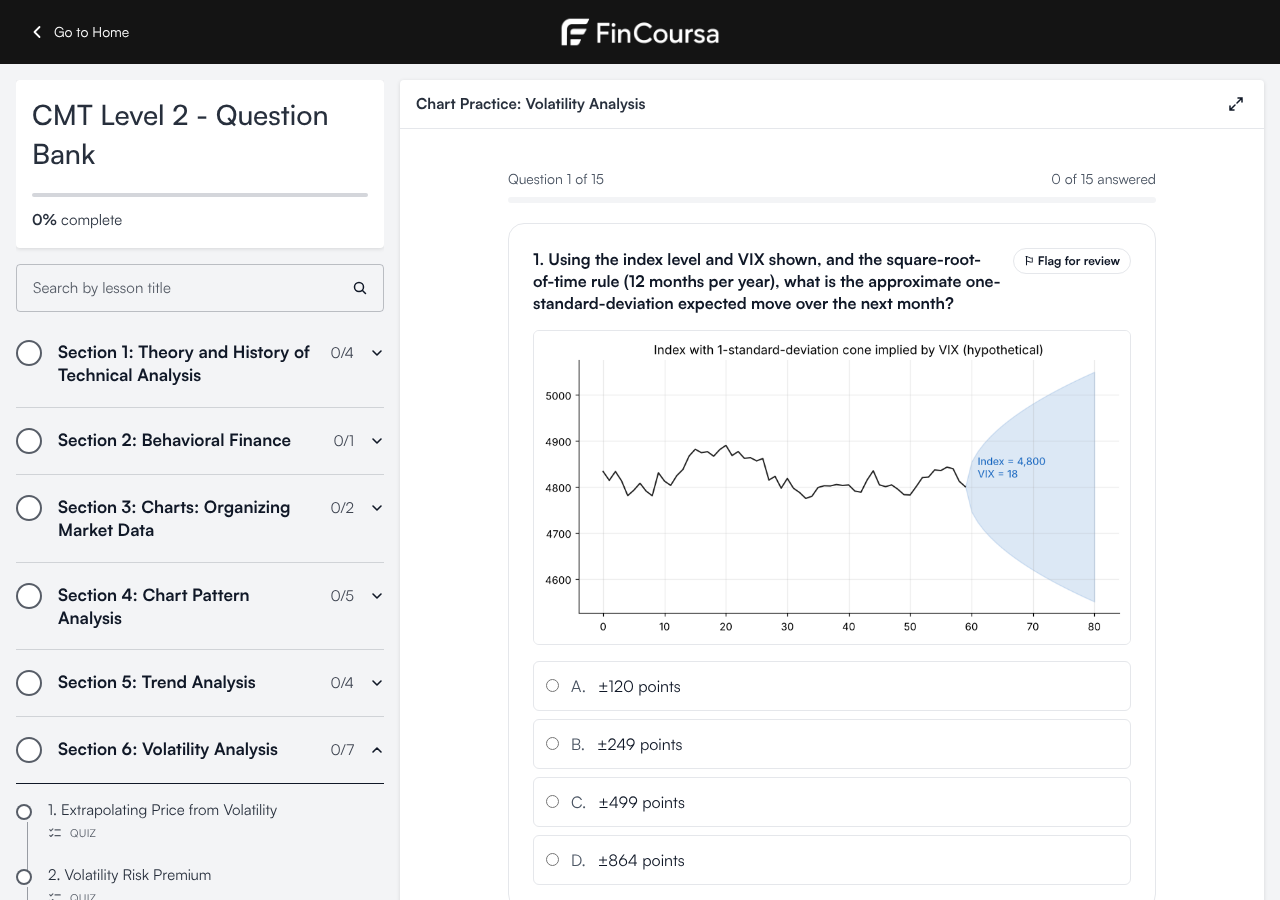 Go to Home
FinCoursa
CMT Level 2 - Question
Bank
0% complete
Search by lesson title
Section 1: Theory and History of
Technical Analysis
0/4
Section 2: Behavioral Finance
0/1
Section 3: Charts: Organizing
Market Data
0/2
Section 4: Chart Pattern
Analysis
0/5
Section 5: Trend Analysis
0/4
Section 6: Volatility Analysis
0/7
1. Extrapolating Price from Volatility
QUIZ
2. Volatility Risk Premium
QUIZ
Chart Practice: Volatility Analysis
Question 1 of 15
0 of 15 answered
1. Using the index level and VIX shown, and the square-root-
of-time rule (12 months per year), what is the approximate one-
standard-deviation expected move over the next month?
Flag for review
Index with 1-standard-deviation cone implied by VIX (hypothetical)
5000
4900
4800
4700
4600
Index = 4,800
VIX = 18
0 10 20 30 40 50 60 70 80
A. ±120 points
B. ±249 points
C. ±499 points
D. ±864 points